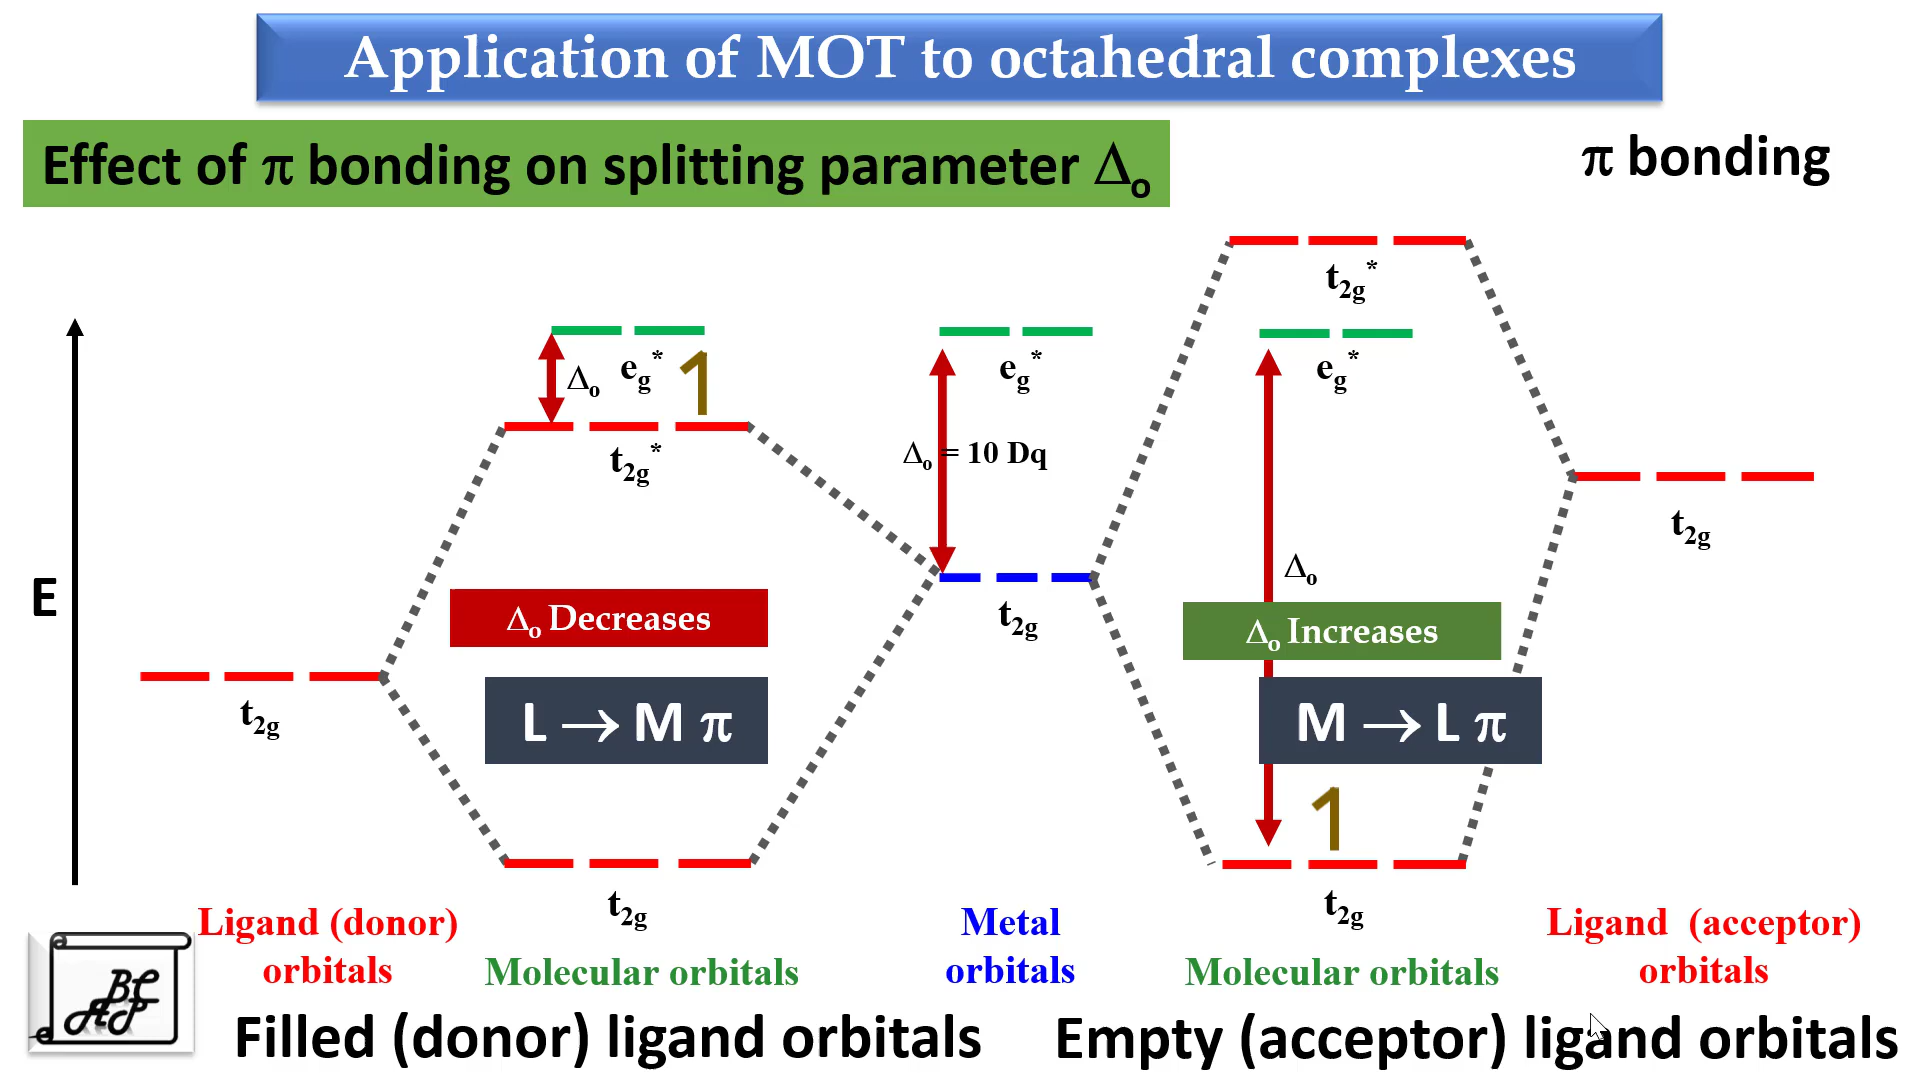 Application of MOT to octahedral complexes
Effect of π bonding on splitting parameter Δₒ
π bonding
t₂g*
eg*
Δₒ
1
eg*
eg*
t₂g*
Δₒ = 10 Dq
t₂g
Δₒ
E
Δₒ Decreases
t₂g
Δₒ Increases
t₂g
L → M π
M → L π
1
t₂g
t₂g
Ligand (donor)
orbitals
Molecular orbitals
Metal
orbitals
Molecular orbitals
Ligand (acceptor)
orbitals
BC
AP
Filled (donor) ligand orbitals
Empty (acceptor) ligand orbitals